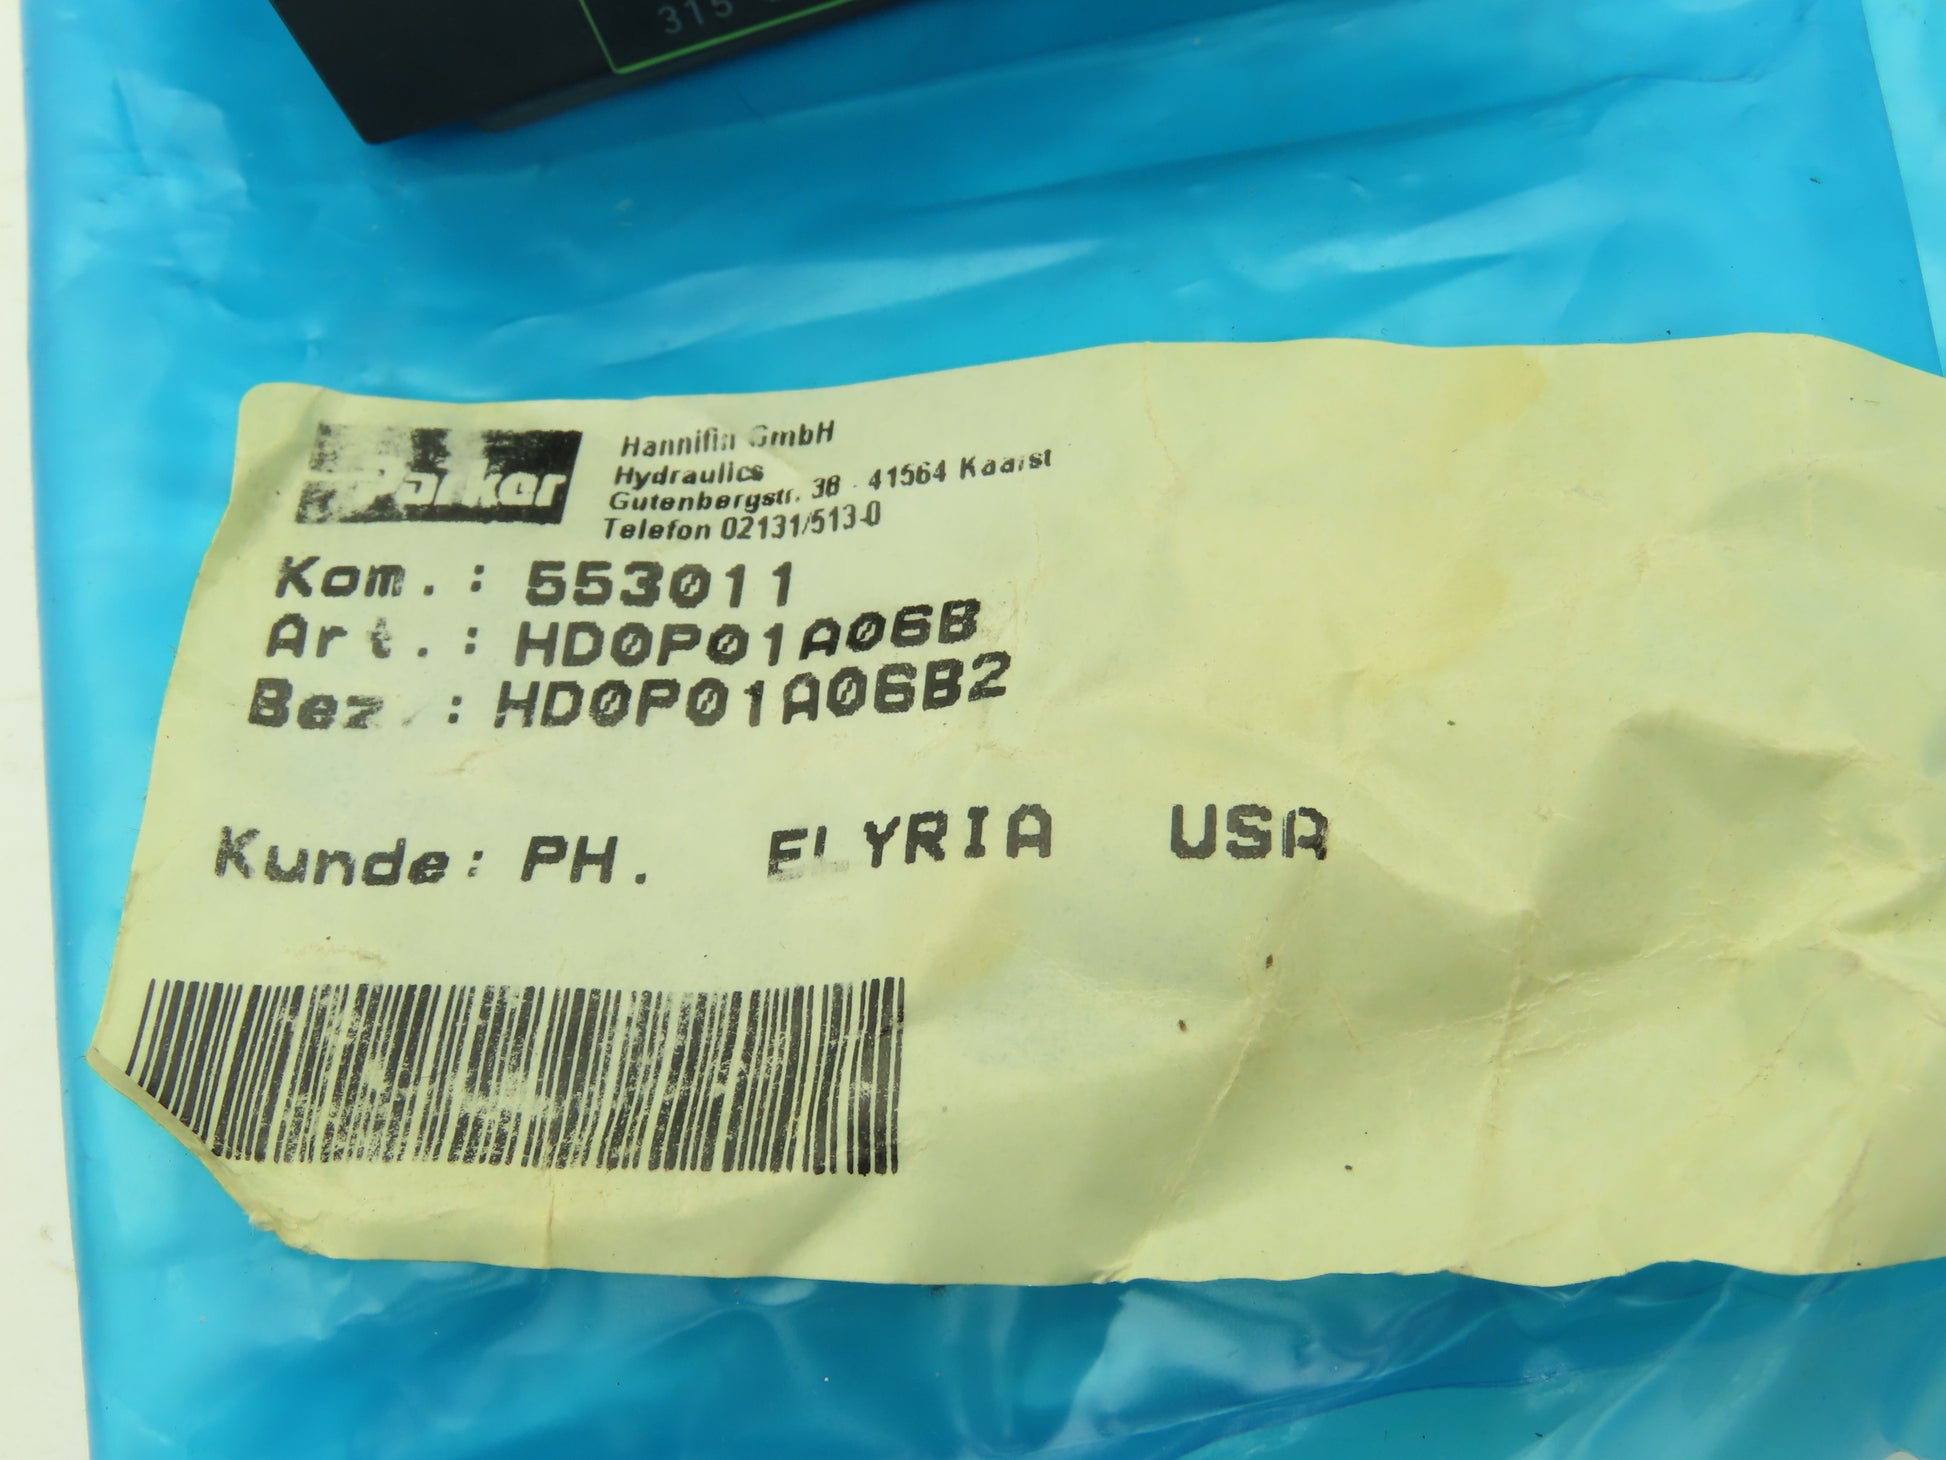 315
Parker
Hannifin GmbH
Hydraulics
Gutenbergstr. 38 - 41564 Kaarst
Telefon 02131/513-0
Kom.: 553011
Art.: HD0P01A06B
Bez.: HD0P01A06B2
Kunde: PH. ELYRIA USA